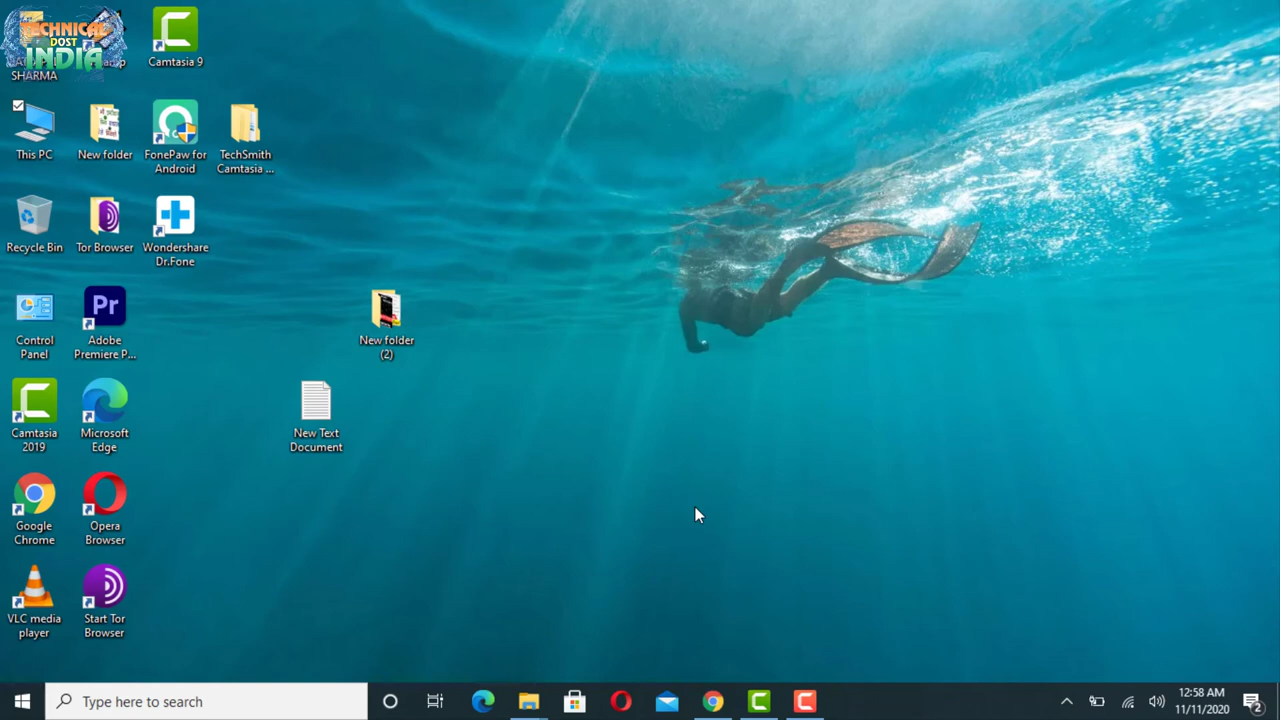 TECHNICAL
DOST
INDIA
SHARMA
Camtasia 9
This PC
New folder
FonePaw for
Android
TechSmith
Camtasia ...
Recycle Bin
Tor Browser
Wondershare
Dr.Fone
Control
Panel
Pr
Adobe
Premiere P...
New folder
(2)
Camtasia
2019
Microsoft
Edge
New Text
Document
Google
Chrome
Opera
Browser
VLC media
player
Start Tor
Browser
Type here to search
12:58 AM
11/11/2020
2